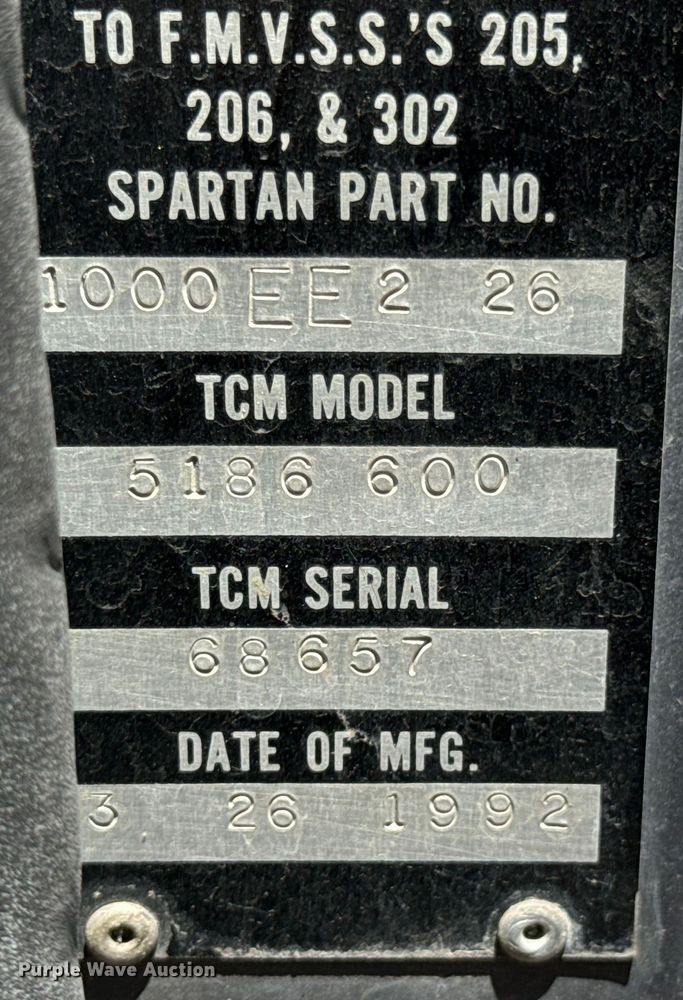 TO F.M.V.S.S.'S 205,
206, & 302
SPARTAN PART NO.
1000 EE 2 26
TCM MODEL
5186 600
TCM SERIAL
68657
DATE OF MFG.
3 26 1992
Purple Wave Auction